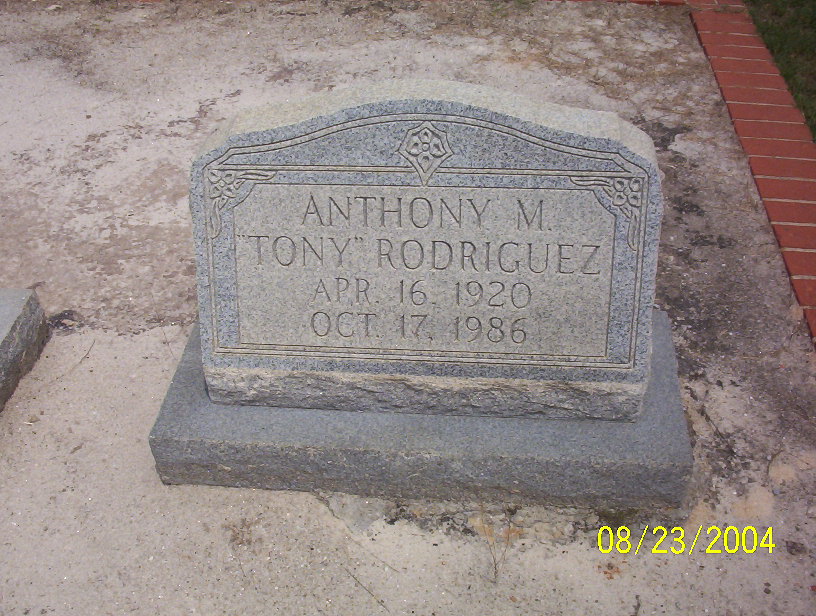 ANTHONY M.
"TONY" RODRIGUEZ
APR. 16, 1920
OCT. 17, 1986
08/23/2004